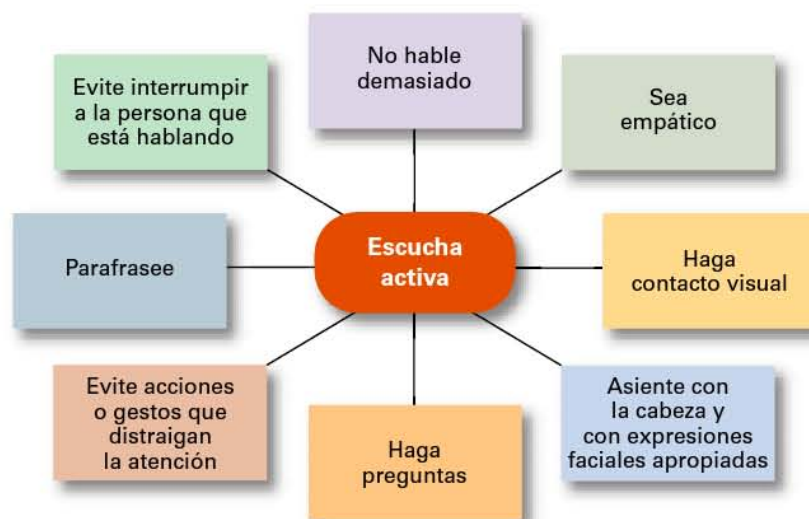 No hable
demasiado
Evite interrumpir
a la persona que
está hablando
Sea
empático
Escucha
activa
Parafrasee
Haga
contacto visual
Evite acciones
o gestos que
distraigan
la atención
Haga
preguntas
Asiente con
la cabeza y
con expresiones
faciales apropiadas